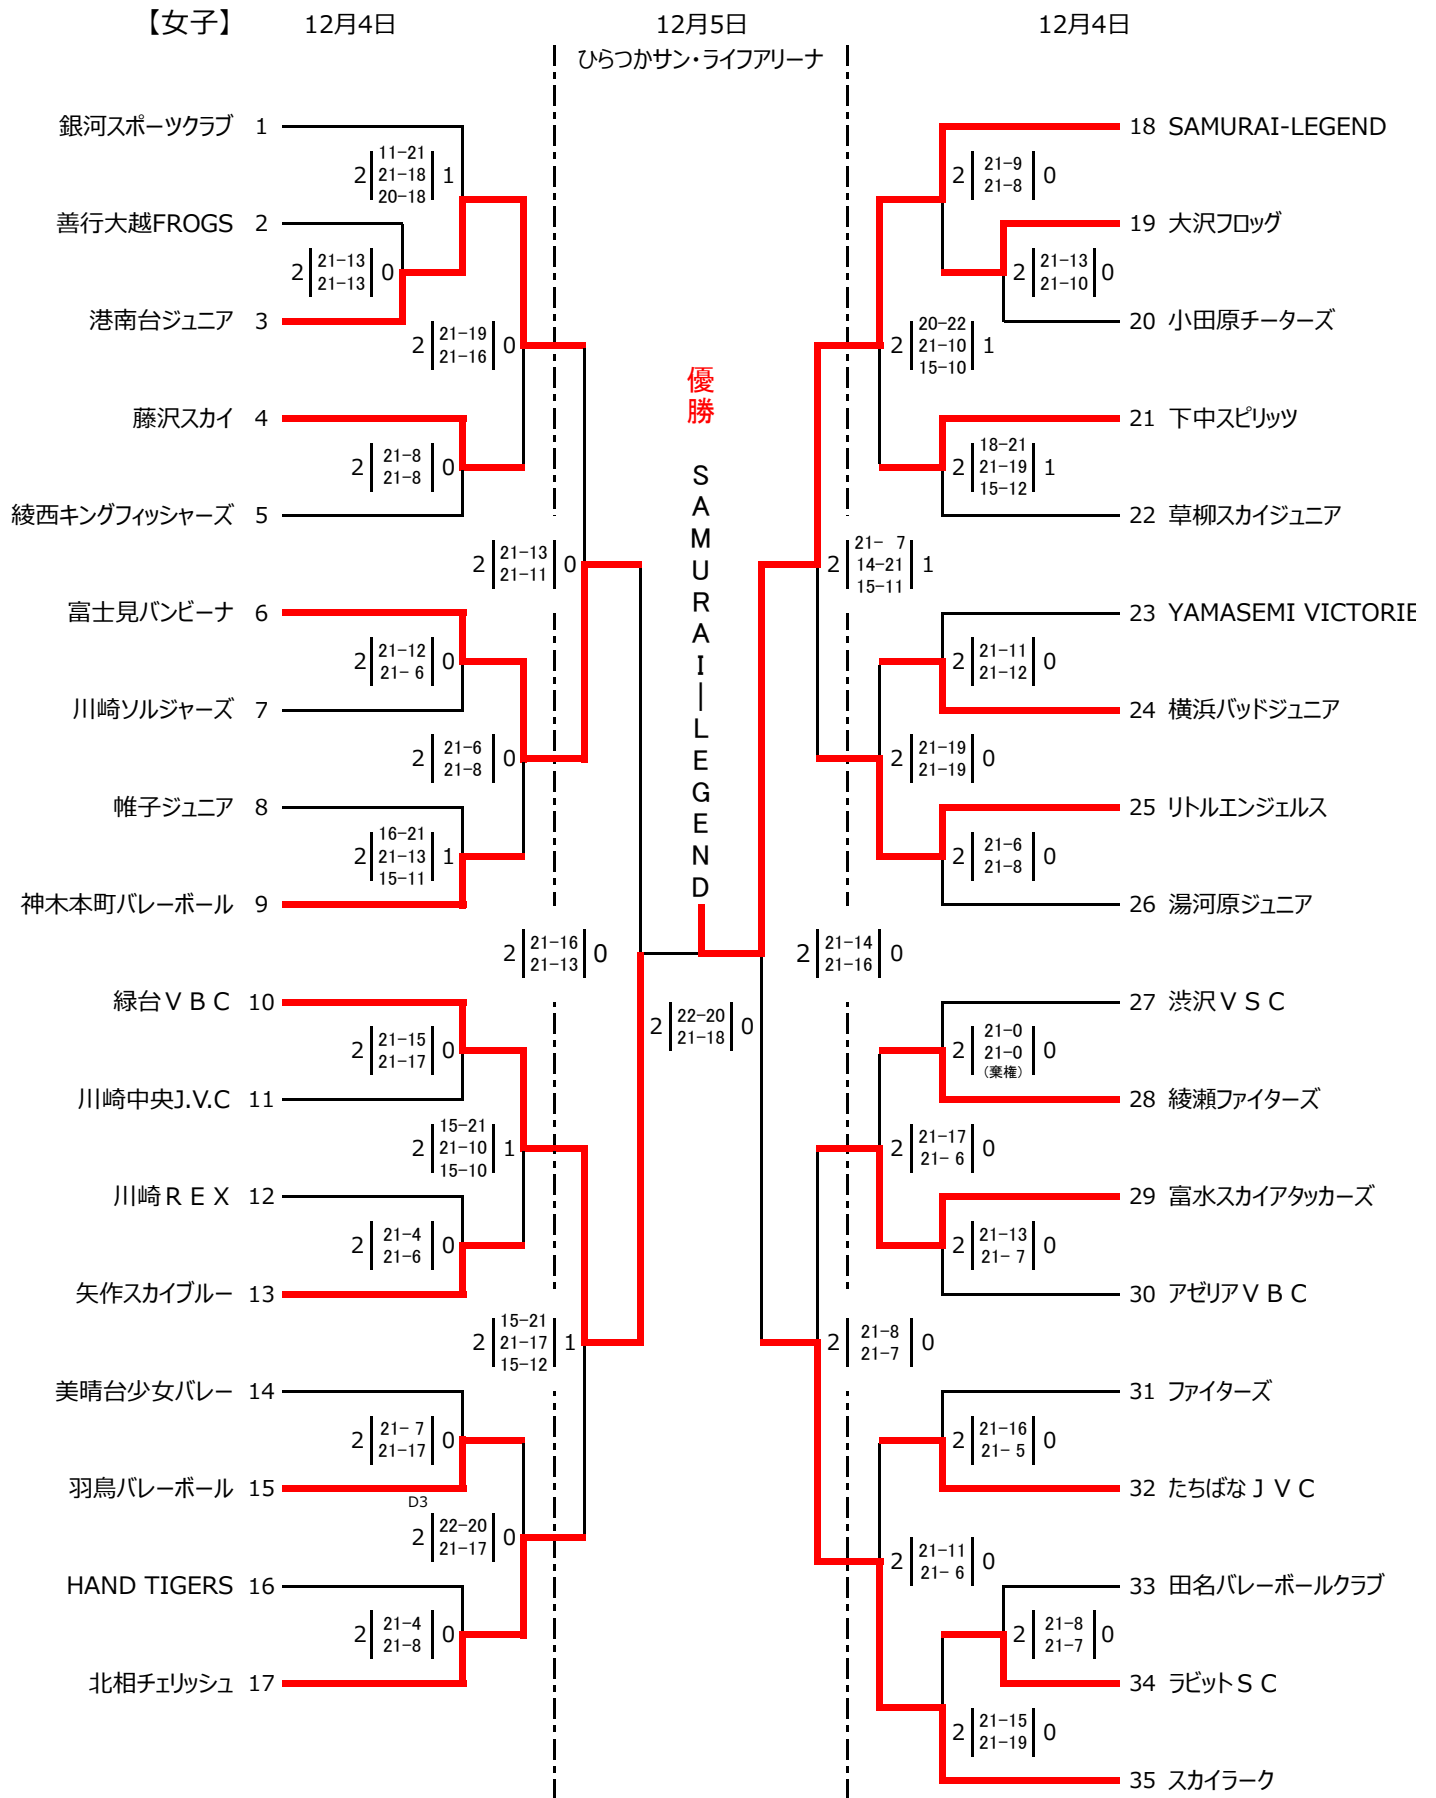 【女子】 12月4日 12月5日 12月4日
ひらつかサン・ライフアリーナ
銀河スポーツクラブ 1
2 11-21 1
21-18
20-18
善行大越FROGS 2
2 21-13 0
21-13
港南台ジュニア 3
2 21-19 0
21-16
藤沢スカイ 4
2 21-8 0
21-8
綾西キングフィッシャーズ 5
2 21-13 0
21-11
富士見バンビーナ 6
2 21-12 0
21- 6
川崎ソルジャーズ 7
2 21-6 0
21-8
帷子ジュニア 8
2 16-21 1
21-13
15-11
神木本町バレーボール 9
2 21-16 0
21-13
緑台ＶＢＣ 10
2 21-15 0
21-17
川崎中央J.V.C 11
2 15-21 1
21-10
15-10
川崎ＲＥＸ 12
2 21-4 0
21-6
矢作スカイブルー 13
2 15-21 1
21-17
15-12
美晴台少女バレー 14
2 21- 7 0
21-17
羽鳥バレーボール 15
D3
2 22-20 0
21-17
HAND TIGERS 16
2 21-4 0
21-8
北相チェリッシュ 17
優勝 SAMURAI―LEGEND
2 22-20 0
21-18
18 SAMURAI-LEGEND
2 21-9 0
21-8
19 大沢フロッグ
2 21-13 0
21-10
20 小田原チーターズ
2 20-22 1
21-10
15-10
21 下中スピリッツ
2 18-21 1
21-19
15-12
22 草柳スカイジュニア
2 21- 7 1
14-21
15-11
23 YAMASEMI VICTORIE
2 21-11 0
21-12
24 横浜バッドジュニア
2 21-19 0
21-19
25 リトルエンジェルス
2 21-6 0
21-8
26 湯河原ジュニア
2 21-14 0
21-16
27 渋沢ＶＳＣ
2 21-0 0
21-0
（棄権）
28 綾瀬ファイターズ
2 21-17 0
21- 6
29 富水スカイアタッカーズ
2 21-13 0
21- 7
30 アゼリアＶＢＣ
2 21-8 0
21-7
31 ファイターズ
2 21-16 0
21- 5
32 たちばなＪＶＣ
2 21-11 0
21- 6
33 田名バレーボールクラブ
2 21-8 0
21-7
34 ラビットＳＣ
2 21-15 0
21-19
35 スカイラーク